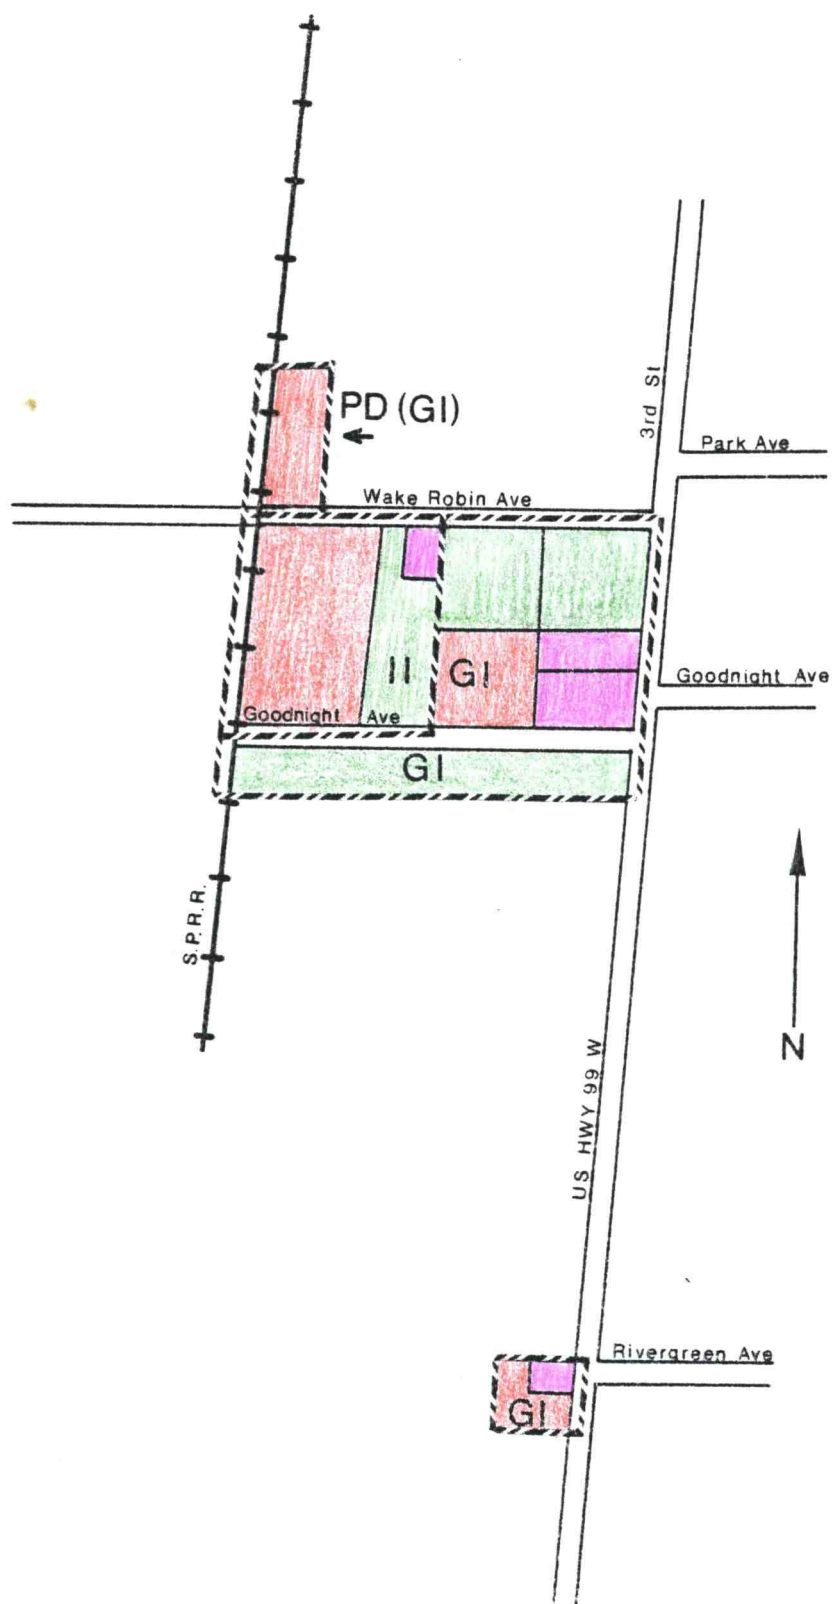 3rd St
PD (GI)
Park Ave
Wake Robin Ave
II
GI
Goodnight Ave
Goodnight Ave
GI
S.P.R.R.
N
US HWY 99 W
Rivergreen Ave
GI